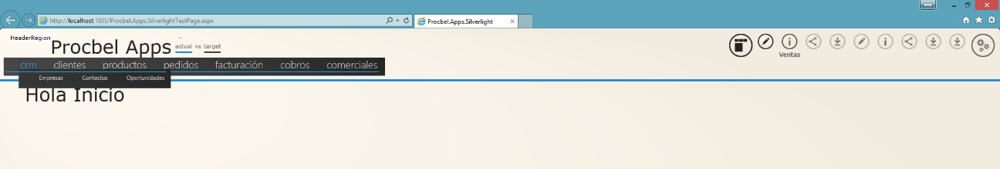 http://localhost:1605/Procbel.Apps.SilverlightTestPage.aspx
Procbel.Apps.Silverlight
HeaderRegion
Procbel Apps
-
actual vs target
Ventas
crm clientes productos pedidos facturación cobros comerciales
Empresas Contactos Oportunidades
Hola Inicio